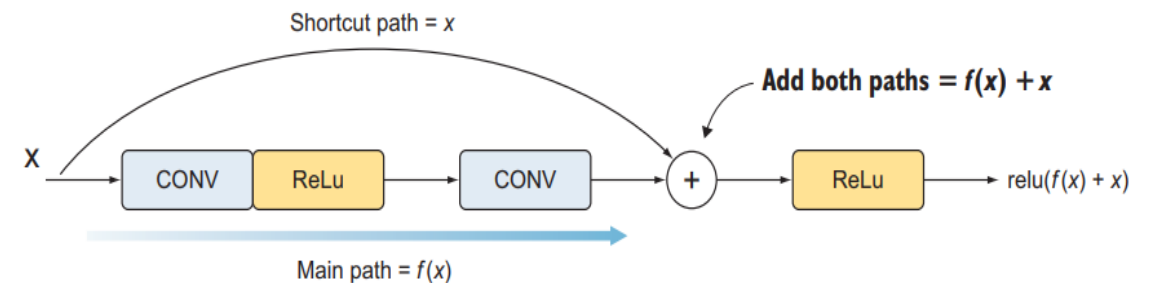 Shortcut path = x
Add both paths = f(x) + x
X
CONV
ReLu
CONV
+
ReLu
relu(f(x) + x)
Main path = f(x)